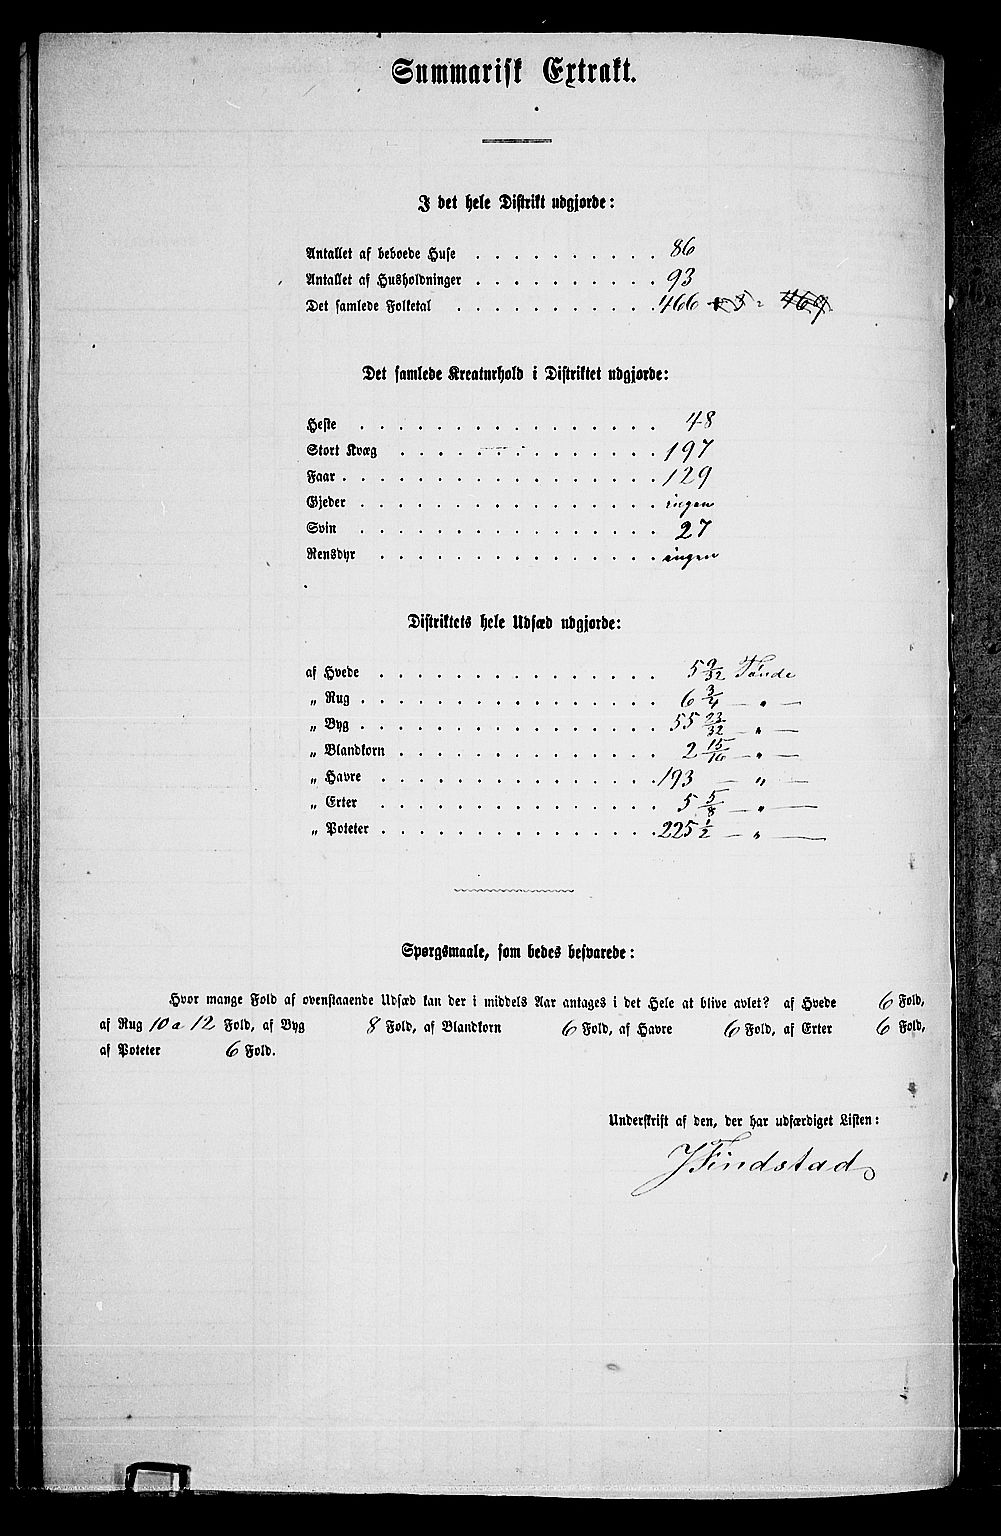 Summarisk Extrakt.
I det hele Distrikt udgjorde:
Antallet af beboede Huse . . . . . . . . . . 86
Antallet af Husholdninger . . . . . . . . . . 93
Det samlede Folketal . . . . . . . . . . . 466 + 3 = 469
Det samlede Kreaturhold i Distriktet udgjorde:
Heste . . . . . . . . . . . . . . . . 48
Stort Kvæg . . . . . . . . . . . . . . 197
Faar . . . . . . . . . . . . . . . . . 129
Gjeder . . . . . . . . . . . . . . . . ingen
Svin . . . . . . . . . . . . . . . . 27
Rensdyr . . . . . . . . . . . . . . . ingen
Distriktets hele Udsæd udgjorde:
af Hvede . . . . . . . . . . . . . . . 5 9/32 Tønde
„ Rug . . . . . . . . . . . . . . . . 6 3/4 — „ —
„ Byg . . . . . . . . . . . . . . . . 55 23/32 — „ —
„ Blandkorn . . . . . . . . . . . . . . 2 15/16 — „ —
„ Havre . . . . . . . . . . . . . . . 193 — „ —
„ Erter . . . . . . . . . . . . . . . 5 5/8 — „ —
„ Poteter . . . . . . . . . . . . . . . 225 1/2 — „ —
Spørgsmaale, som bedes besvarede:
Hvor mange Fold af ovenstaaende Udsæd kan der i middels Aar antages i det Hele at blive avlet? af Hvede 6 Fold,
af Rug 10 a 12 Fold, af Byg 8 Fold, af Blandkorn 6 Fold, af Havre 6 Fold, af Erter 6 Fold,
af Poteter 6 Fold.
Underskrift af den, der har udfærdiget Listen:
J Findstad